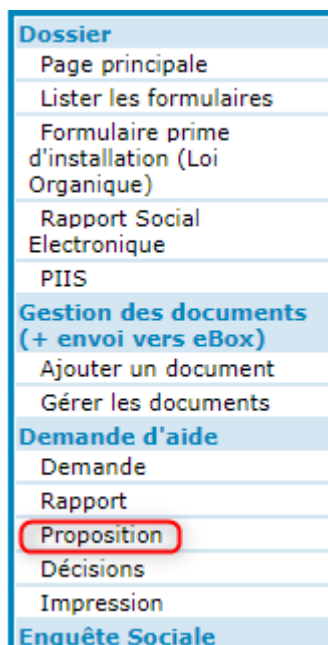 Dossier
Page principale
Lister les formulaires
Formulaire prime
d'installation (Loi
Organique)
Rapport Social
Electronique
PIIS
Gestion des documents
(+ envoi vers eBox)
Ajouter un document
Gérer les documents
Demande d'aide
Demande
Rapport
Proposition
Décisions
Impression
Enquête Sociale